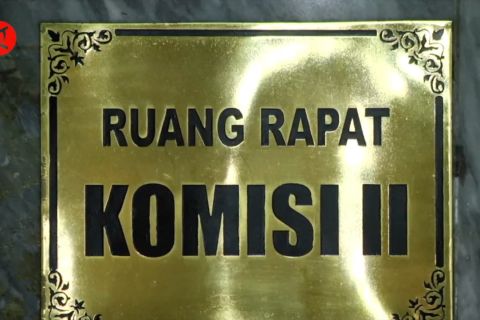 RUANG RAPAT
KOMISI II